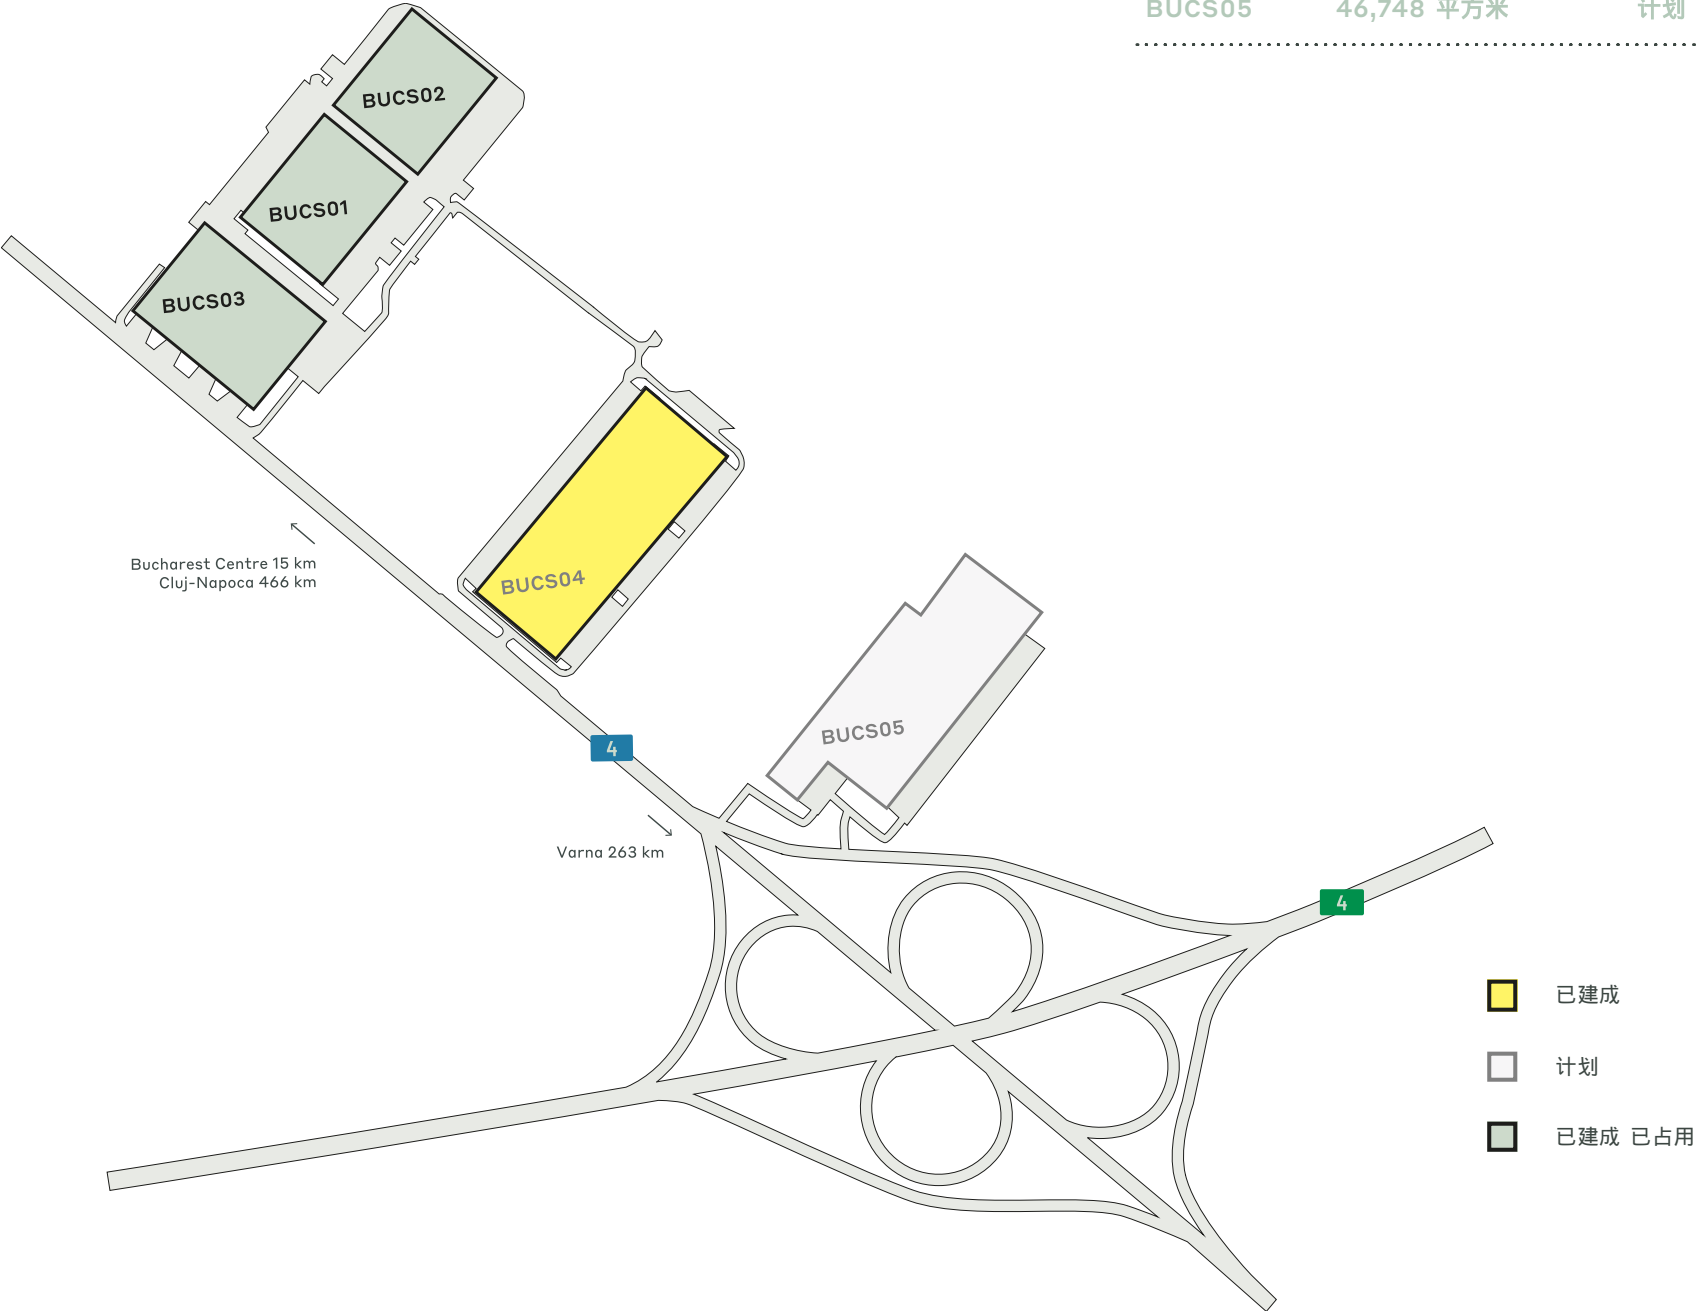 BUCS05 46,748 平方米 计划
BUCS02
BUCS01
BUCS03
Bucharest Centre 15 km
Cluj-Napoca 466 km
BUCS04
BUCS05
4
Varna 263 km
4
已建成
计划
已建成 已占用